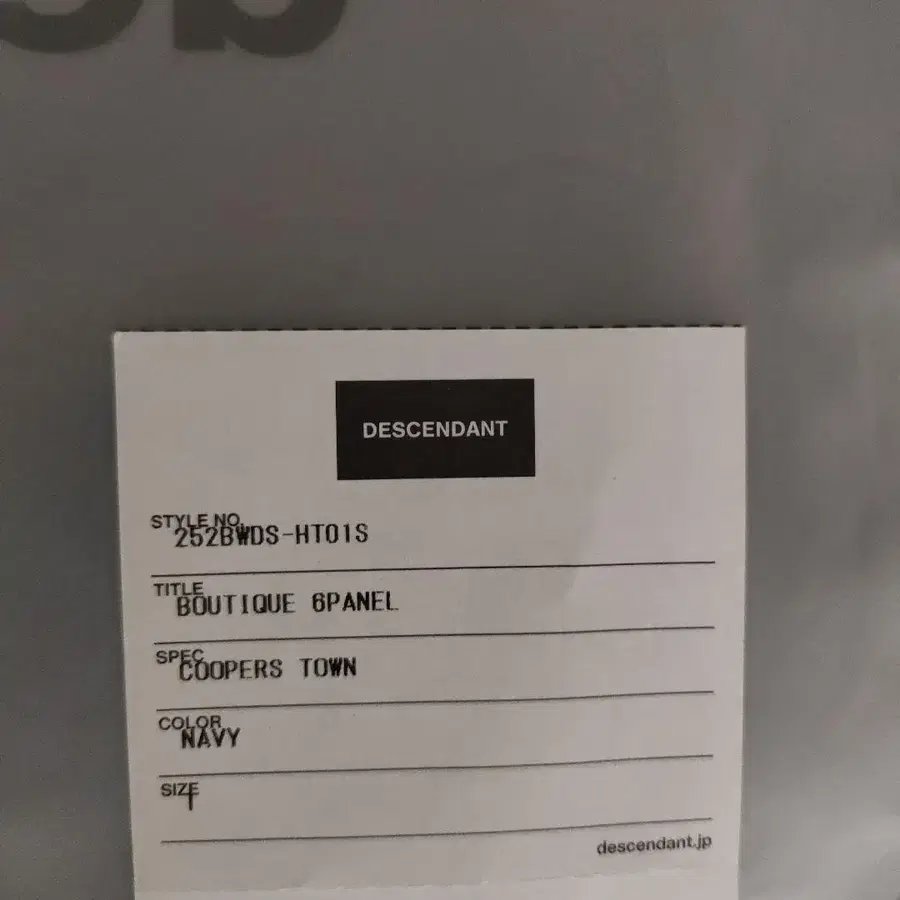 DESCENDANT
STYLE NO.
252BWDS-HT01S
TITLE
BOUTIQUE 6PANEL
SPEC
COOPERS TOWN
COLOR
NAVY
SIZE
descendant.jp